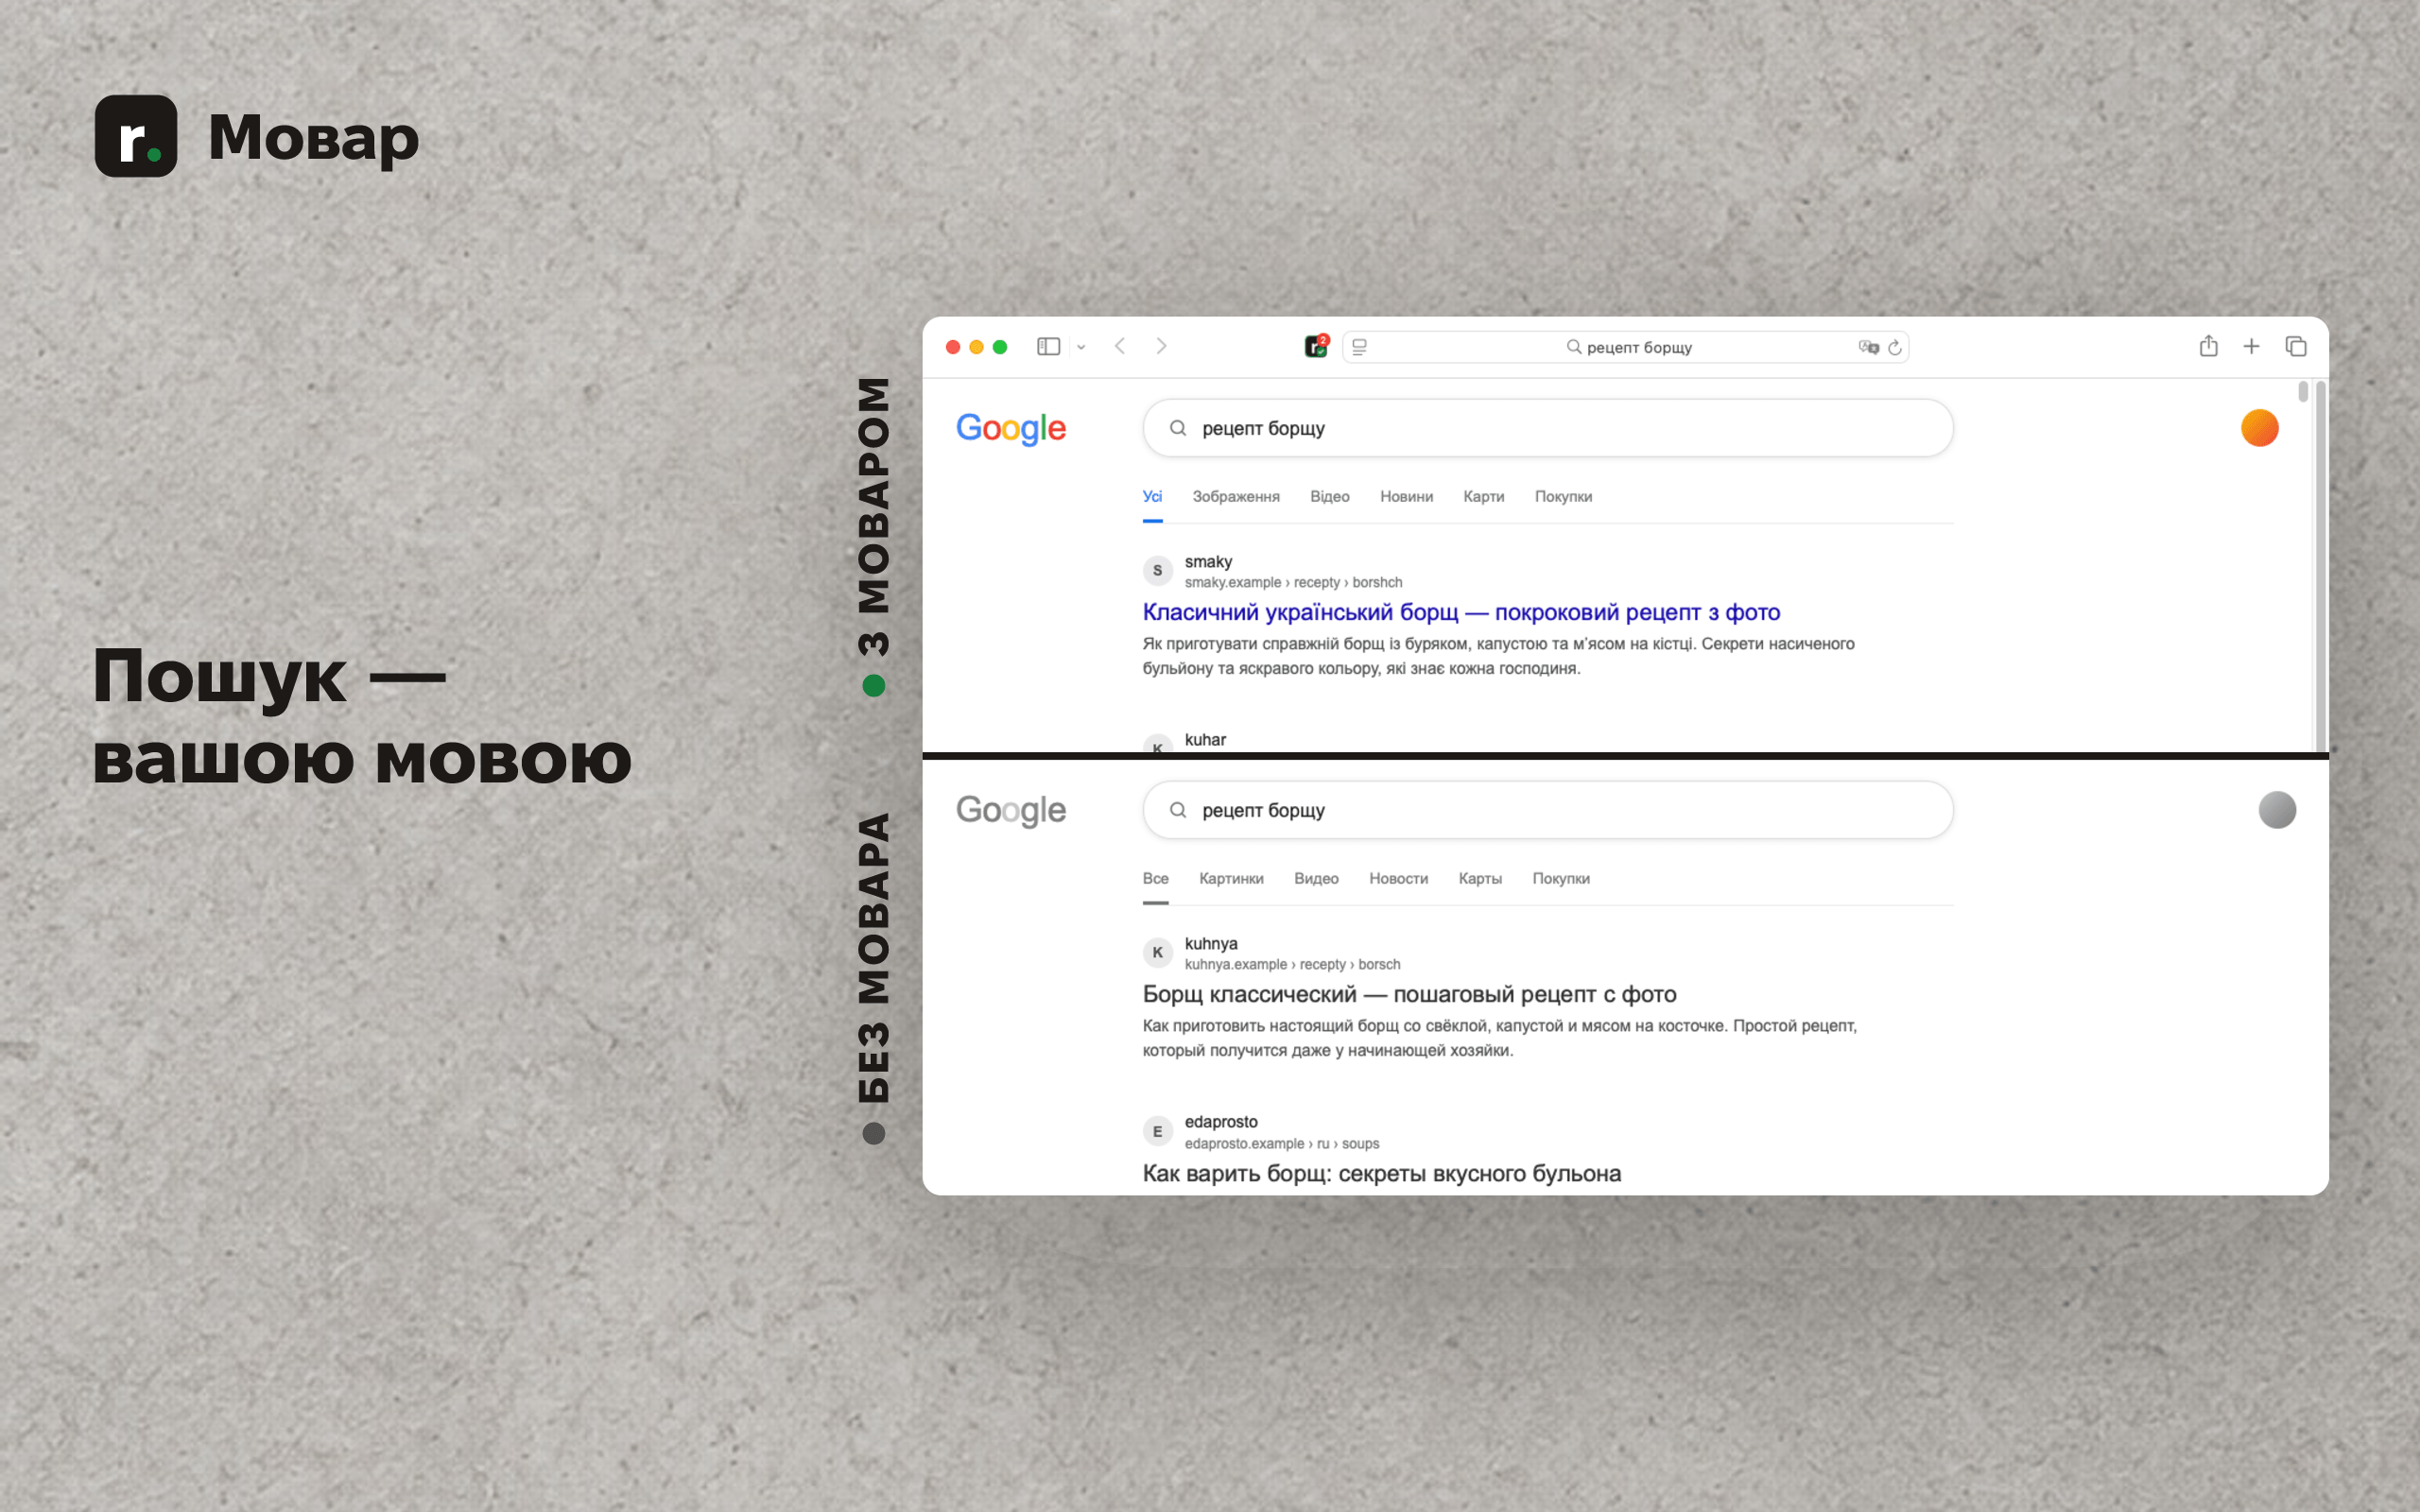 r. Мовар
Пошук —
вашою мовою
З МОВАРОМ
БЕЗ МОВАРА
r 2
рецепт борщу
Google
рецепт борщу
Усі Зображення Відео Новини Карти Покупки
S
smaky
smaky.example › recepty › borshch
Класичний український борщ — покроковий рецепт з фото
Як приготувати справжній борщ із буряком, капустою та м'ясом на кістці. Секрети насиченого
бульйону та яскравого кольору, які знає кожна господиня.
K
kuhar
Google
рецепт борщу
Все Картинки Видео Новости Карты Покупки
K
kuhnya
kuhnya.example › recepty › borsch
Борщ классический — пошаговый рецепт с фото
Как приготовить настоящий борщ со свёклой, капустой и мясом на косточке. Простой рецепт,
который получится даже у начинающей хозяйки.
E
edaprosto
edaprosto.example › ru › soups
Как варить борщ: секреты вкусного бульона